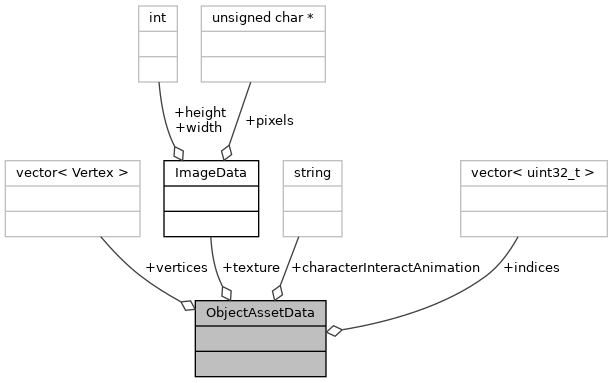 int
unsigned char *
+height
+width
+pixels
vector< Vertex >
ImageData
string
vector< uint32_t >
+vertices
+texture
+characterInteractAnimation
+indices
ObjectAssetData